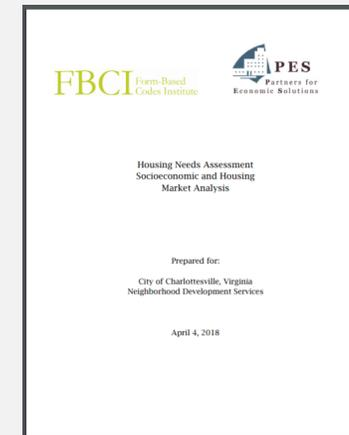 FBCI Form-Based
Codes Institute
PES
Partners for
Economic Solutions
Housing Needs Assessment
Socioeconomic and Housing
Market Analysis
Prepared for:
City of Charlottesville, Virginia
Neighborhood Development Services
April 4, 2018